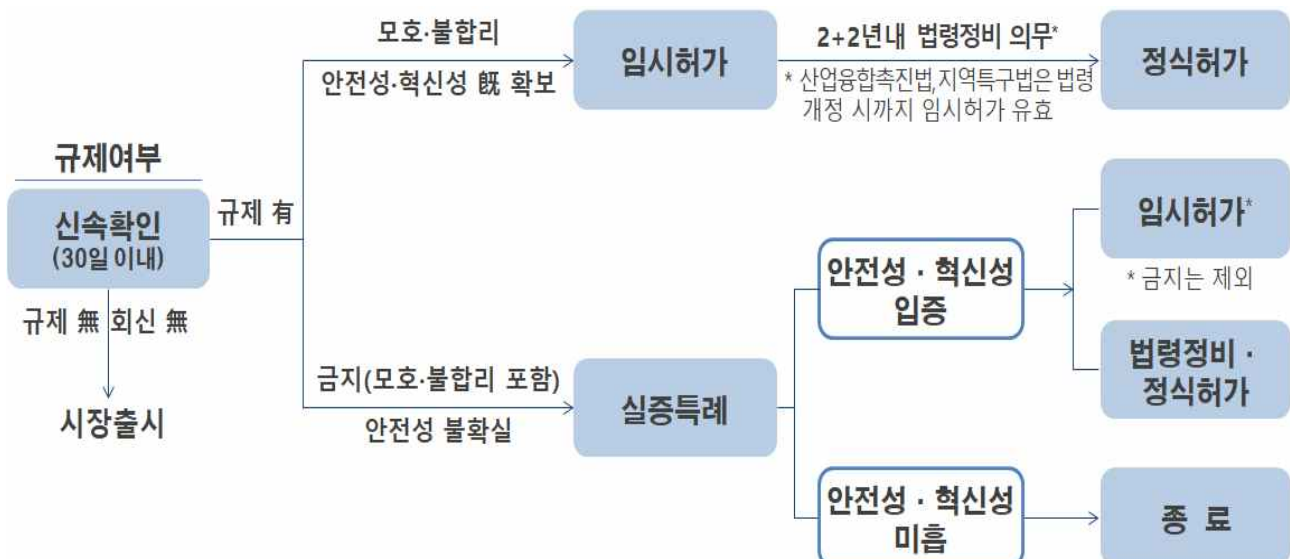 규제여부
신속확인
(30일 이내)
규제 無 회신 無
시장출시
규제 有
모호·불합리
안전성·혁신성 旣 확보
임시허가
2+2년내 법령정비 의무*
* 산업융합촉진법,지역특구법은 법령
개정 시까지 임시허가 유효
정식허가
금지(모호·불합리 포함)
안전성 불확실
실증특례
안전성 · 혁신성
입증
임시허가*
* 금지는 제외
법령정비 ·
정식허가
안전성 · 혁신성
미흡
종 료